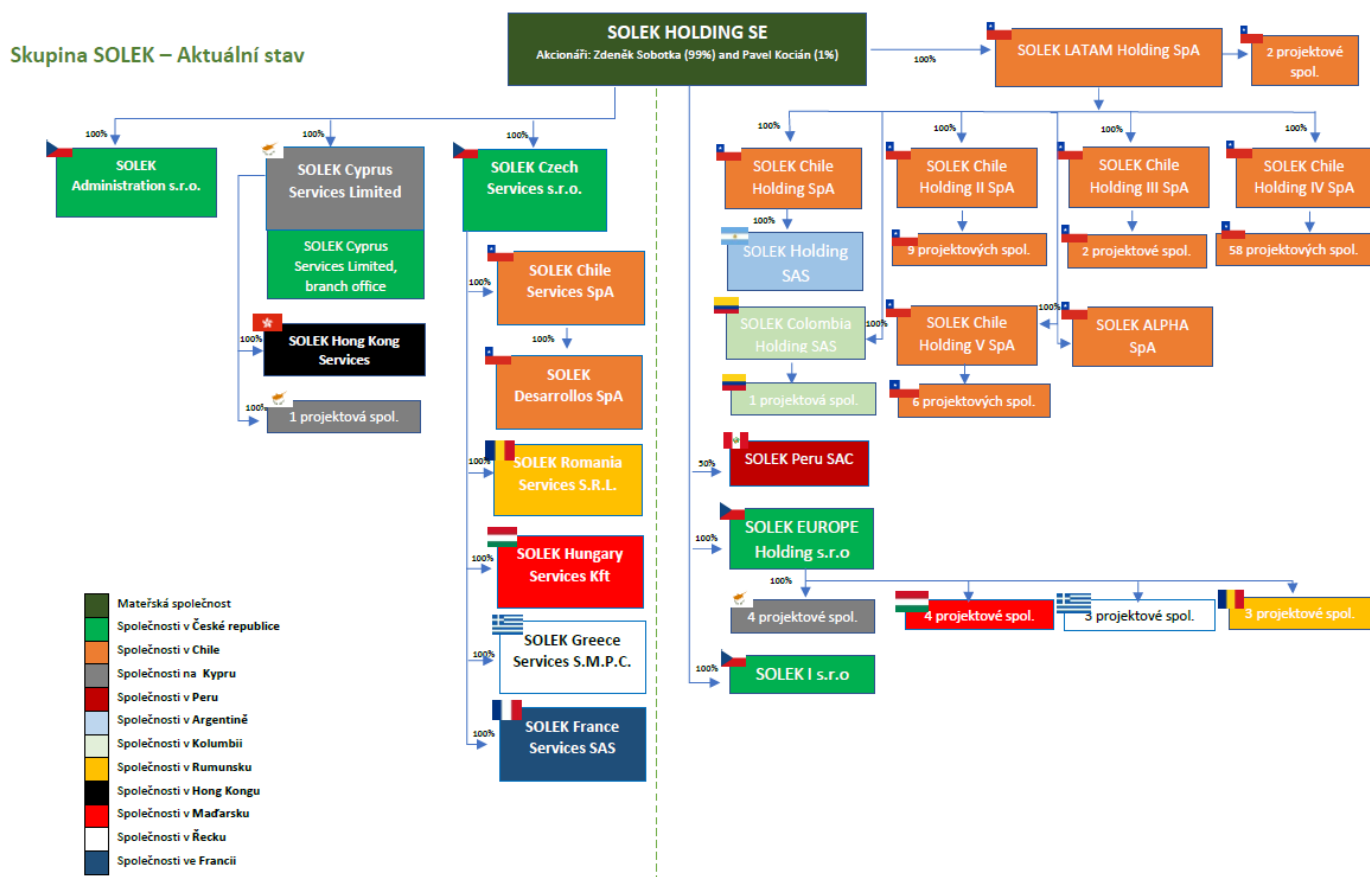 Skupina SOLEK – Aktuální stav
SOLEK HOLDING SE
Akcionáři: Zdeněk Sobotka (99%) and Pavel Kocián (1%)
100%
SOLEK LATAM Holding SpA
2 projektové
spol.
100%
SOLEK
Administration s.r.o.
100%
SOLEK Cyprus
Services Limited
SOLEK Cyprus
Services Limited,
branch office
100%
SOLEK Hong Kong
Services
100%
1 projektová spol.
100%
SOLEK Czech
Services s.r.o.
100%
SOLEK Chile
Services SpA
100%
SOLEK
Desarrollos SpA
100%
SOLEK Romania
Services S.R.L.
100%
SOLEK Hungary
Services Kft
100%
SOLEK Greece
Services S.M.P.C.
100%
SOLEK France
Services SAS
100%
SOLEK Chile
Holding SpA
100%
SOLEK Holding
SAS
100%
SOLEK Chile
Holding II SpA
9 projektových spol.
100%
SOLEK Chile
Holding III SpA
2 projektové spol.
100%
SOLEK Chile
Holding IV SpA
58 projektových spol.
SOLEK Colombia
Holding SAS
100%
1 projektová spol.
SOLEK Chile
Holding V SpA
100%
6 projektových spol.
SOLEK ALPHA
SpA
50%
SOLEK Peru SAC
100%
SOLEK EUROPE
Holding s.r.o
100%
4 projektové spol.
4 projektové spol.
3 projektové spol.
3 projektové spol.
100%
SOLEK I s.r.o
Mateřská společnost
Společnosti v České republice
Společnosti v Chile
Společnosti na Kypru
Společnosti v Peru
Společnosti v Argentině
Společnosti v Kolumbii
Společnosti v Rumunsku
Společnosti v Hong Kongu
Společnosti v Maďarsku
Společnosti v Řecku
Společnosti ve Francii